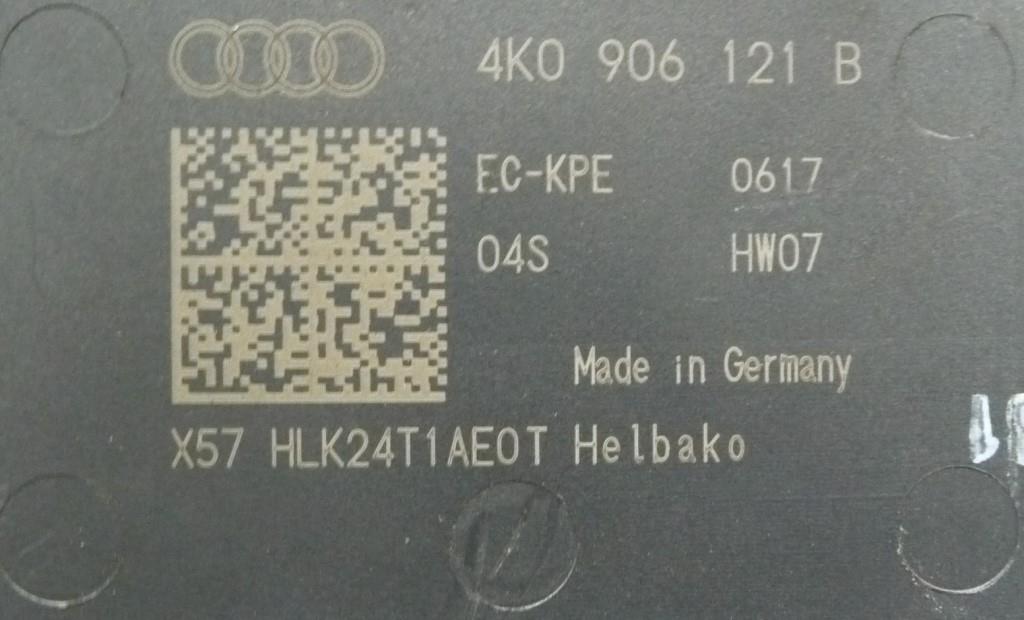 4K0 906 121 B
EC-KPE 0617
04S HW07
Made in Germany
X57 HLK24T1AE0T Helbako